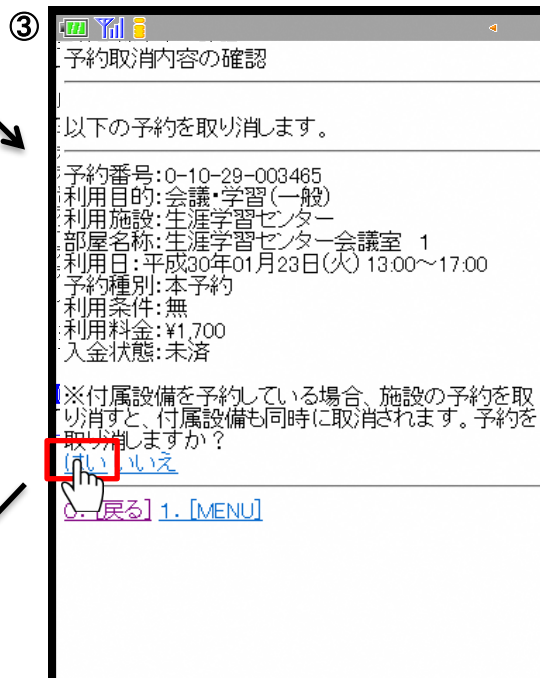 ③
予約取消内容の確認
以下の予約を取り消します。
予約番号:0-10-29-003465
利用目的:会議・学習(一般)
利用施設:生涯学習センター
部屋名称:生涯学習センター会議室 1
利用日:平成30年01月23日(火) 13:00～17:00
予約種別:本予約
利用条件:無
利用料金:¥1,700
入金状態:未済
※付属設備を予約している場合、施設の予約を取
り消すと、付属設備も同時に取消されます。予約を
取り消しますか？
はい いいえ
0. [戻る] 1. [MENU]